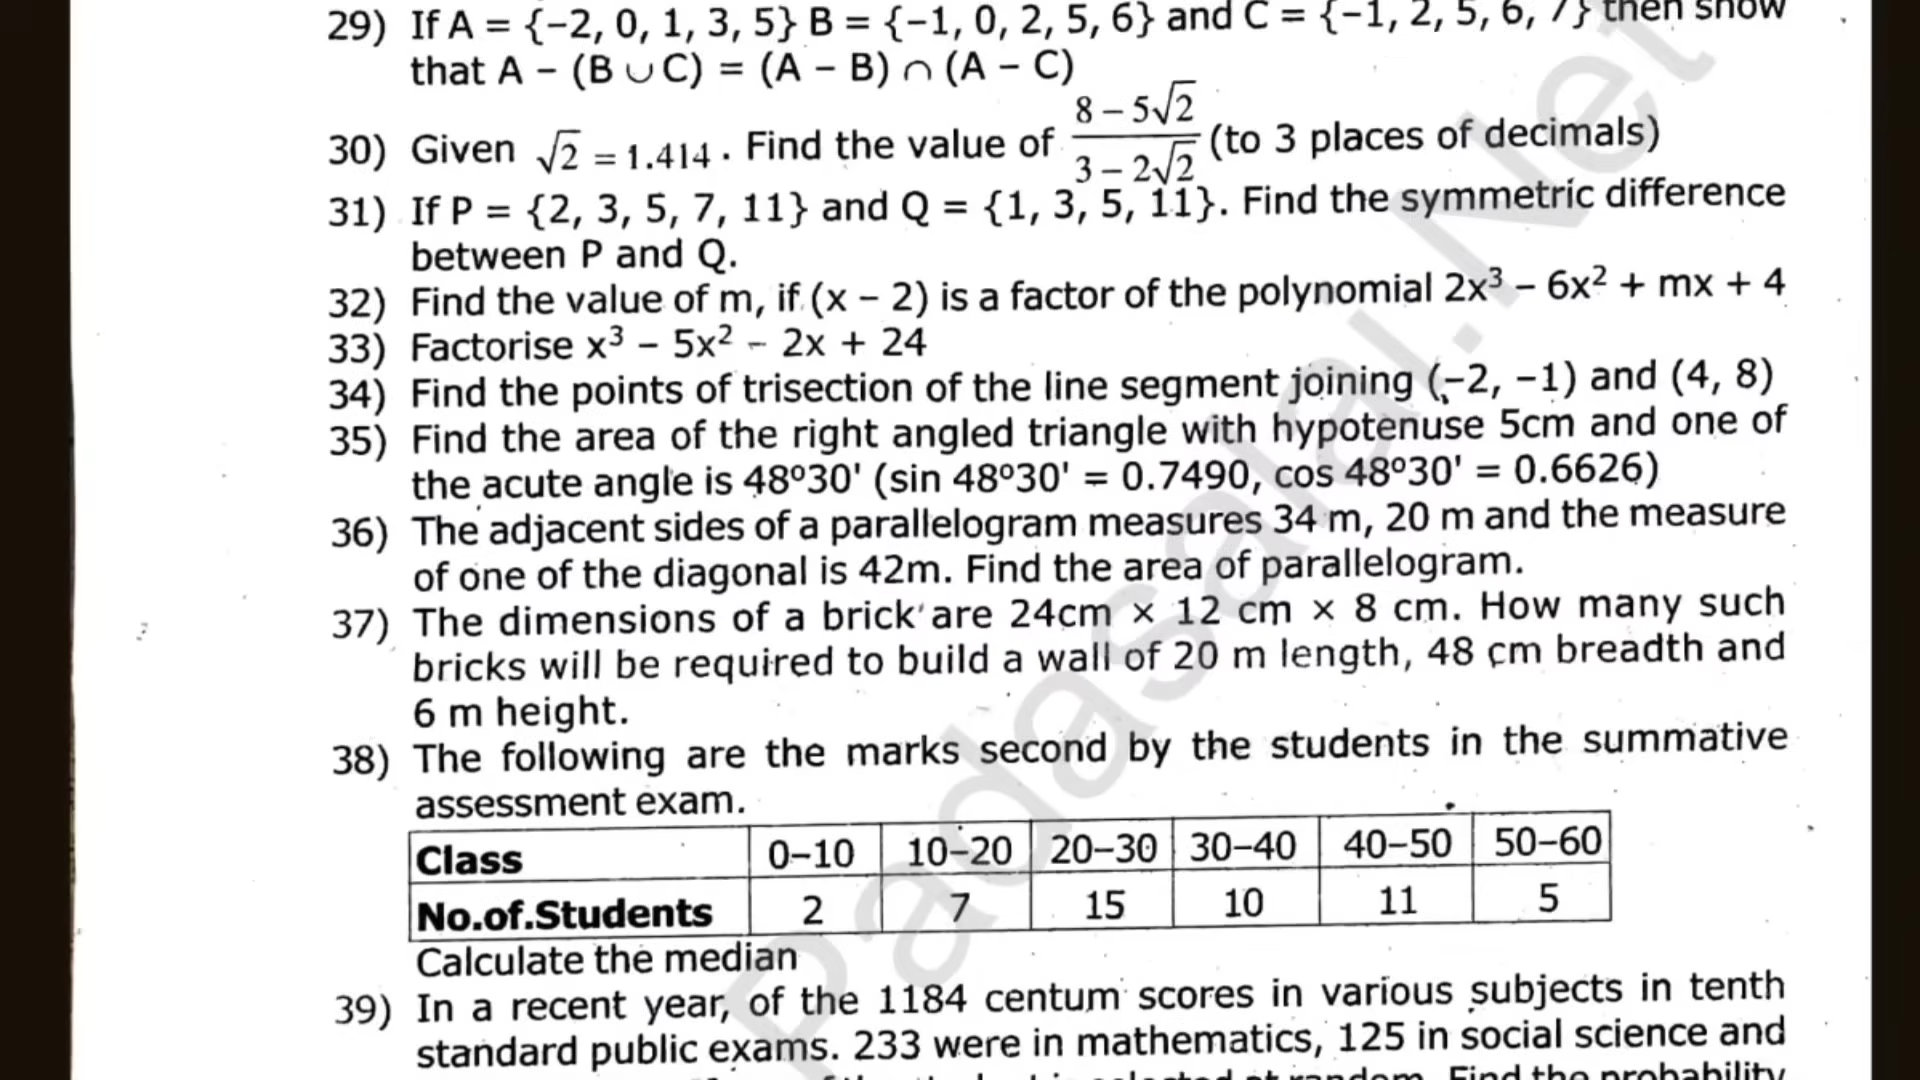 29) If A = {–2, 0, 1, 3, 5} B = {–1, 0, 2, 5, 6} and C = {–1, 2, 5, 6, 7} then show
that A – (B ∪ C) = (A – B) ∩ (A – C)
30) Given √2 = 1.414 . Find the value of (8 – 5√2)/(3 – 2√2) (to 3 places of decimals)
31) If P = {2, 3, 5, 7, 11} and Q = {1, 3, 5, 11}. Find the symmetric difference
between P and Q.
32) Find the value of m, if (x – 2) is a factor of the polynomial 2x³ – 6x² + mx + 4
33) Factorise x³ – 5x² – 2x + 24
34) Find the points of trisection of the line segment joining (–2, –1) and (4, 8)
35) Find the area of the right angled triangle with hypotenuse 5cm and one of
the acute angle is 48º30' (sin 48º30' = 0.7490, cos 48º30' = 0.6626)
36) The adjacent sides of a parallelogram measures 34 m, 20 m and the measure
of one of the diagonal is 42m. Find the area of parallelogram.
37) The dimensions of a brick are 24cm × 12 cm × 8 cm. How many such
bricks will be required to build a wall of 20 m length, 48 cm breadth and
6 m height.
38) The following are the marks second by the students in the summative
assessment exam.
Class 0–10 10–20 20–30 30–40 40–50 50–60
No.of.Students 2 7 15 10 11 5
Calculate the median
39) In a recent year, of the 1184 centum scores in various subjects in tenth
standard public exams. 233 were in mathematics, 125 in social science and
random. Find the probability
Padasalai.Net